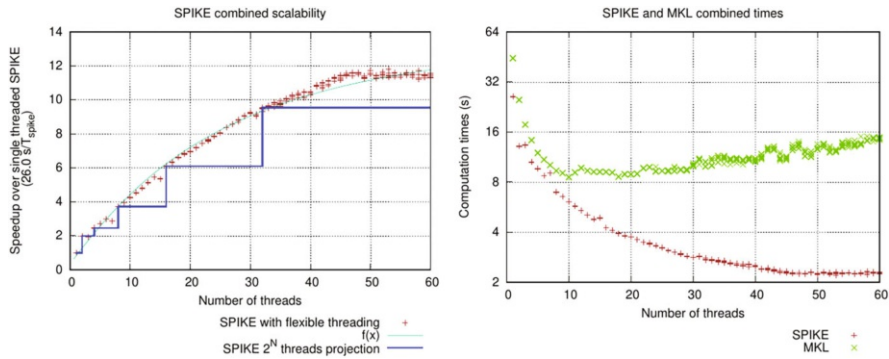 SPIKE combined scalability
14
12
10
8
6
4
2
0
0 10 20 30 40 50 60
Speedup over single threaded SPIKE
(26.0 s/Tspike)
Number of threads
SPIKE with flexible threading
f(x)
SPIKE 2^N threads projection
SPIKE and MKL combined times
64
32
16
8
4
2
0 10 20 30 40 50 60
Computation times (s)
Number of threads
SPIKE
MKL